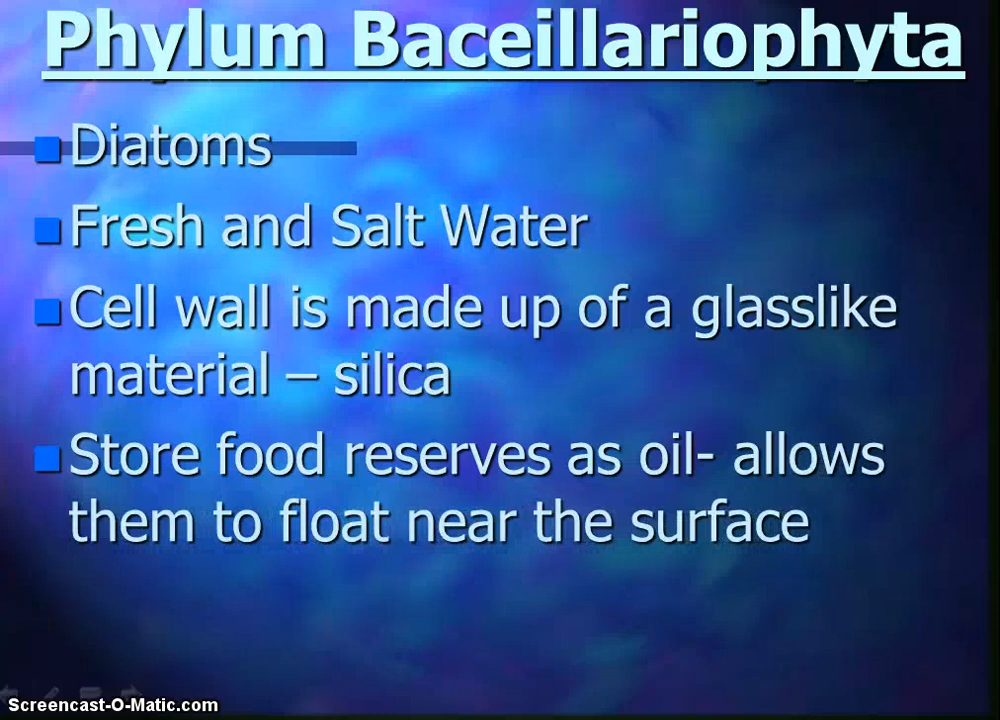 Phylum Baceillariophyta
Diatoms
Fresh and Salt Water
Cell wall is made up of a glasslike
material – silica
Store food reserves as oil- allows
them to float near the surface
Screencast-O-Matic.com